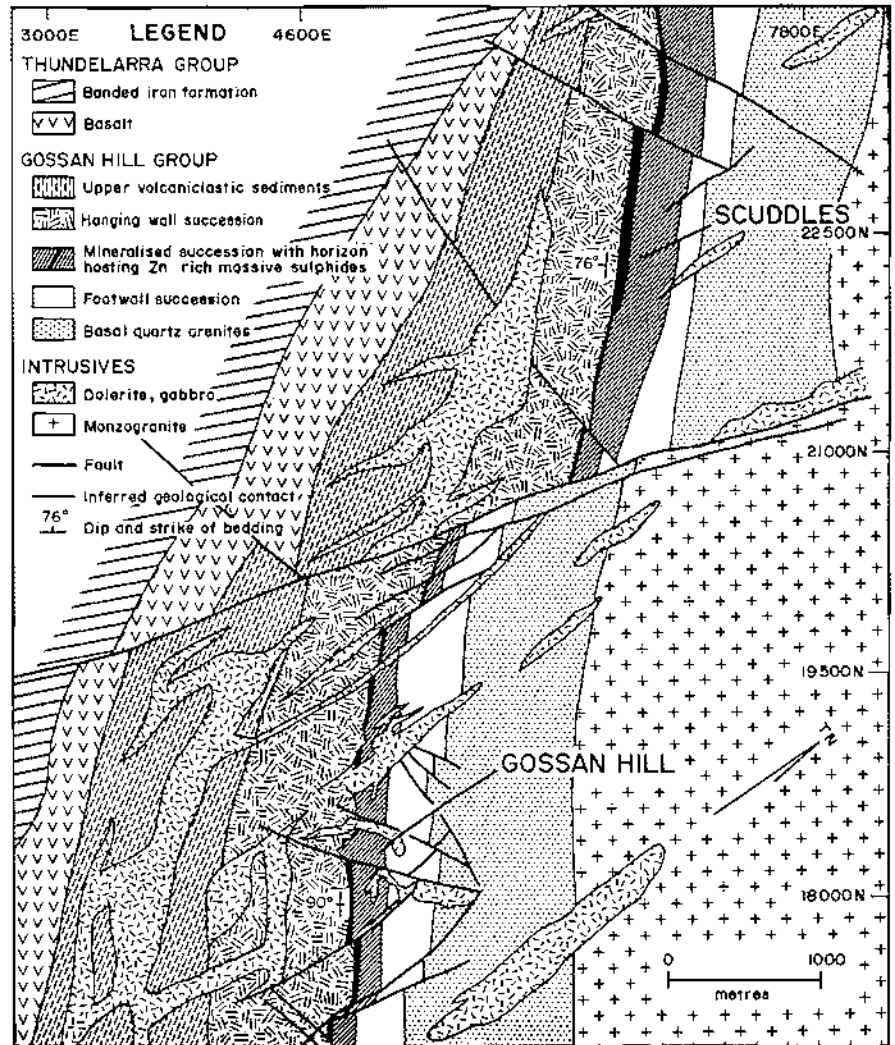 3000E
LEGEND
4600E
7800E
THUNDELARRA GROUP
Banded iron formation
Basalt
GOSSAN HILL GROUP
Upper volcaniclastic sediments
Hanging wall succession
Mineralised succession with horizon
hosting Zn rich massive sulphides
Footwall succession
Basal quartz arenites
INTRUSIVES
Dolerite, gabbro
Monzogranite
Fault
Inferred geological contact
76°
Dip and strike of bedding
SCUDDLES
22500N
76°
21000N
19500N
TN
GOSSAN HILL
90°
18000N
0 1000
metres